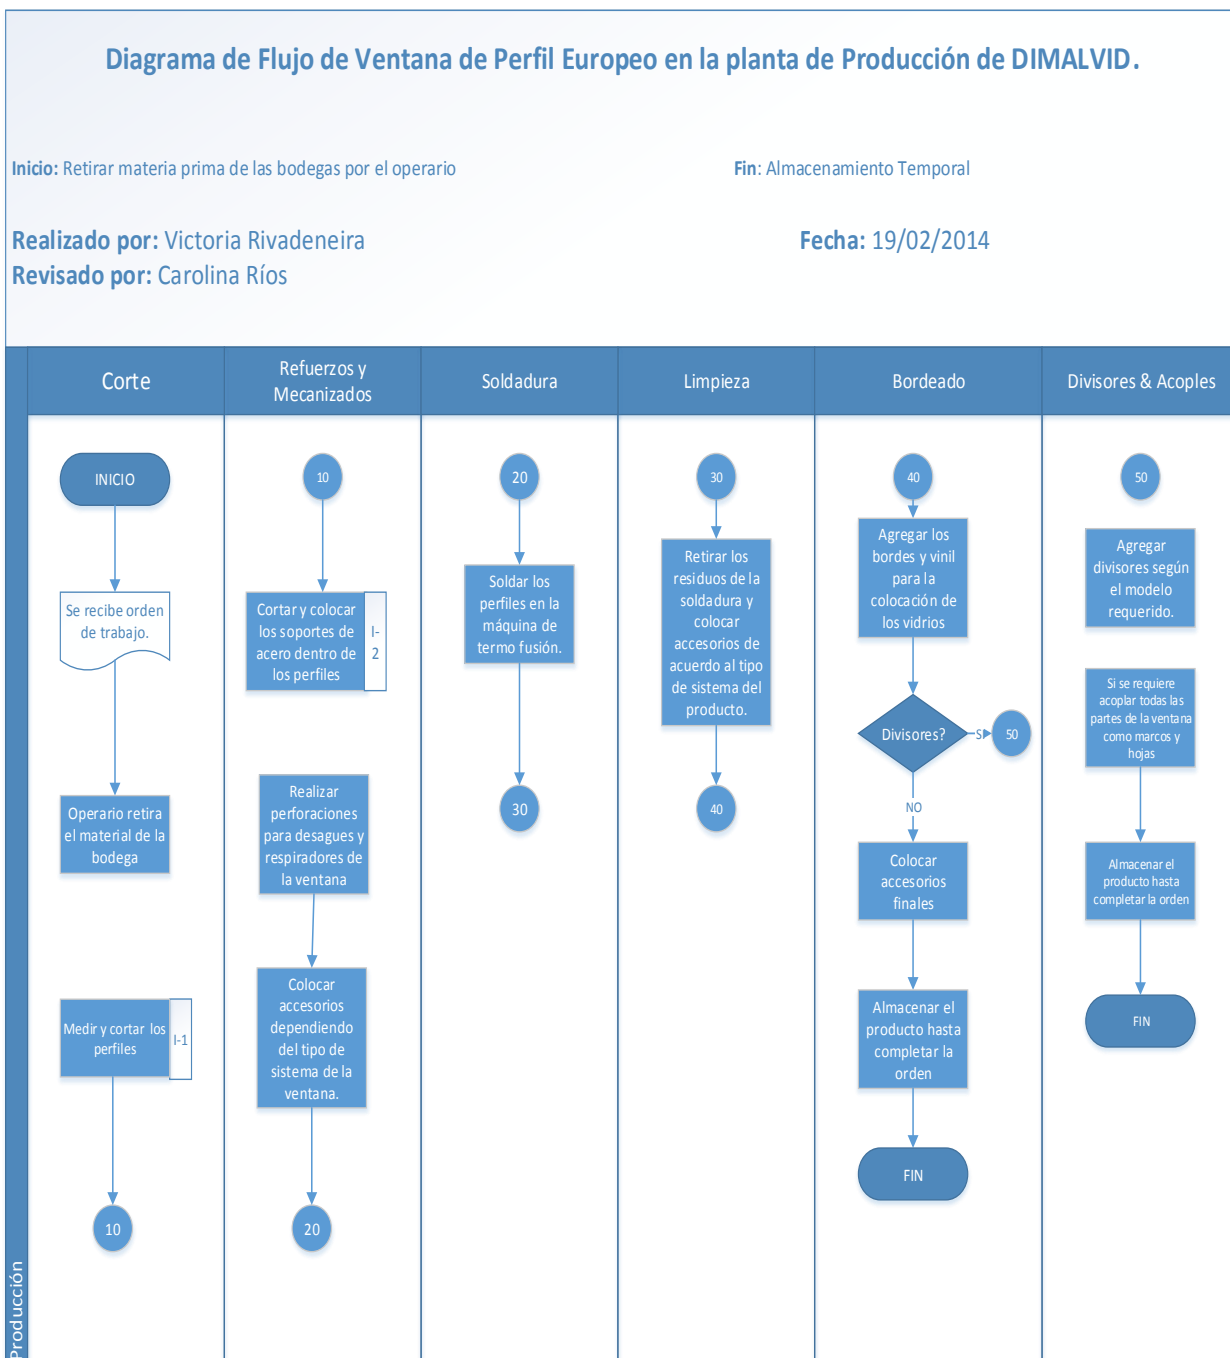 Diagrama de Flujo de Ventana de Perfil Europeo en la planta de Producción de DIMALVID.
Inicio: Retirar materia prima de las bodegas por el operario
Fin: Almacenamiento Temporal
Realizado por: Victoria Rivadeneira
Fecha: 19/02/2014
Revisado por: Carolina Ríos
Producción
Corte
Refuerzos y
Mecanizados
Soldadura
Limpieza
Bordeado
Divisores & Acoples
INICIO
Se recibe orden
de trabajo.
Operario retira
el material de la
bodega
Medir y cortar los
perfiles
I-1
10
10
Cortar y colocar
los soportes de
acero dentro de
los perfiles
I-
2
Realizar
perforaciones
para desagues y
respiradores de
la ventana
Colocar
accesorios
dependiendo
del tipo de
sistema de la
ventana.
20
20
Soldar los
perfiles en la
máquina de
termo fusión.
30
30
Retirar los
residuos de la
soldadura y
colocar
accesorios de
acuerdo al tipo
de sistema del
producto.
40
40
Agregar los
bordes y vinil
para la
colocación de
los vidrios
Divisores?
SI
50
NO
Colocar
accesorios
finales
Almacenar el
producto hasta
completar la
orden
FIN
50
Agregar
divisores según
el modelo
requerido.
Si se requiere
acoplar todas las
partes de la ventana
como marcos y
hojas
Almacenar el
producto hasta
completar la orden
FIN